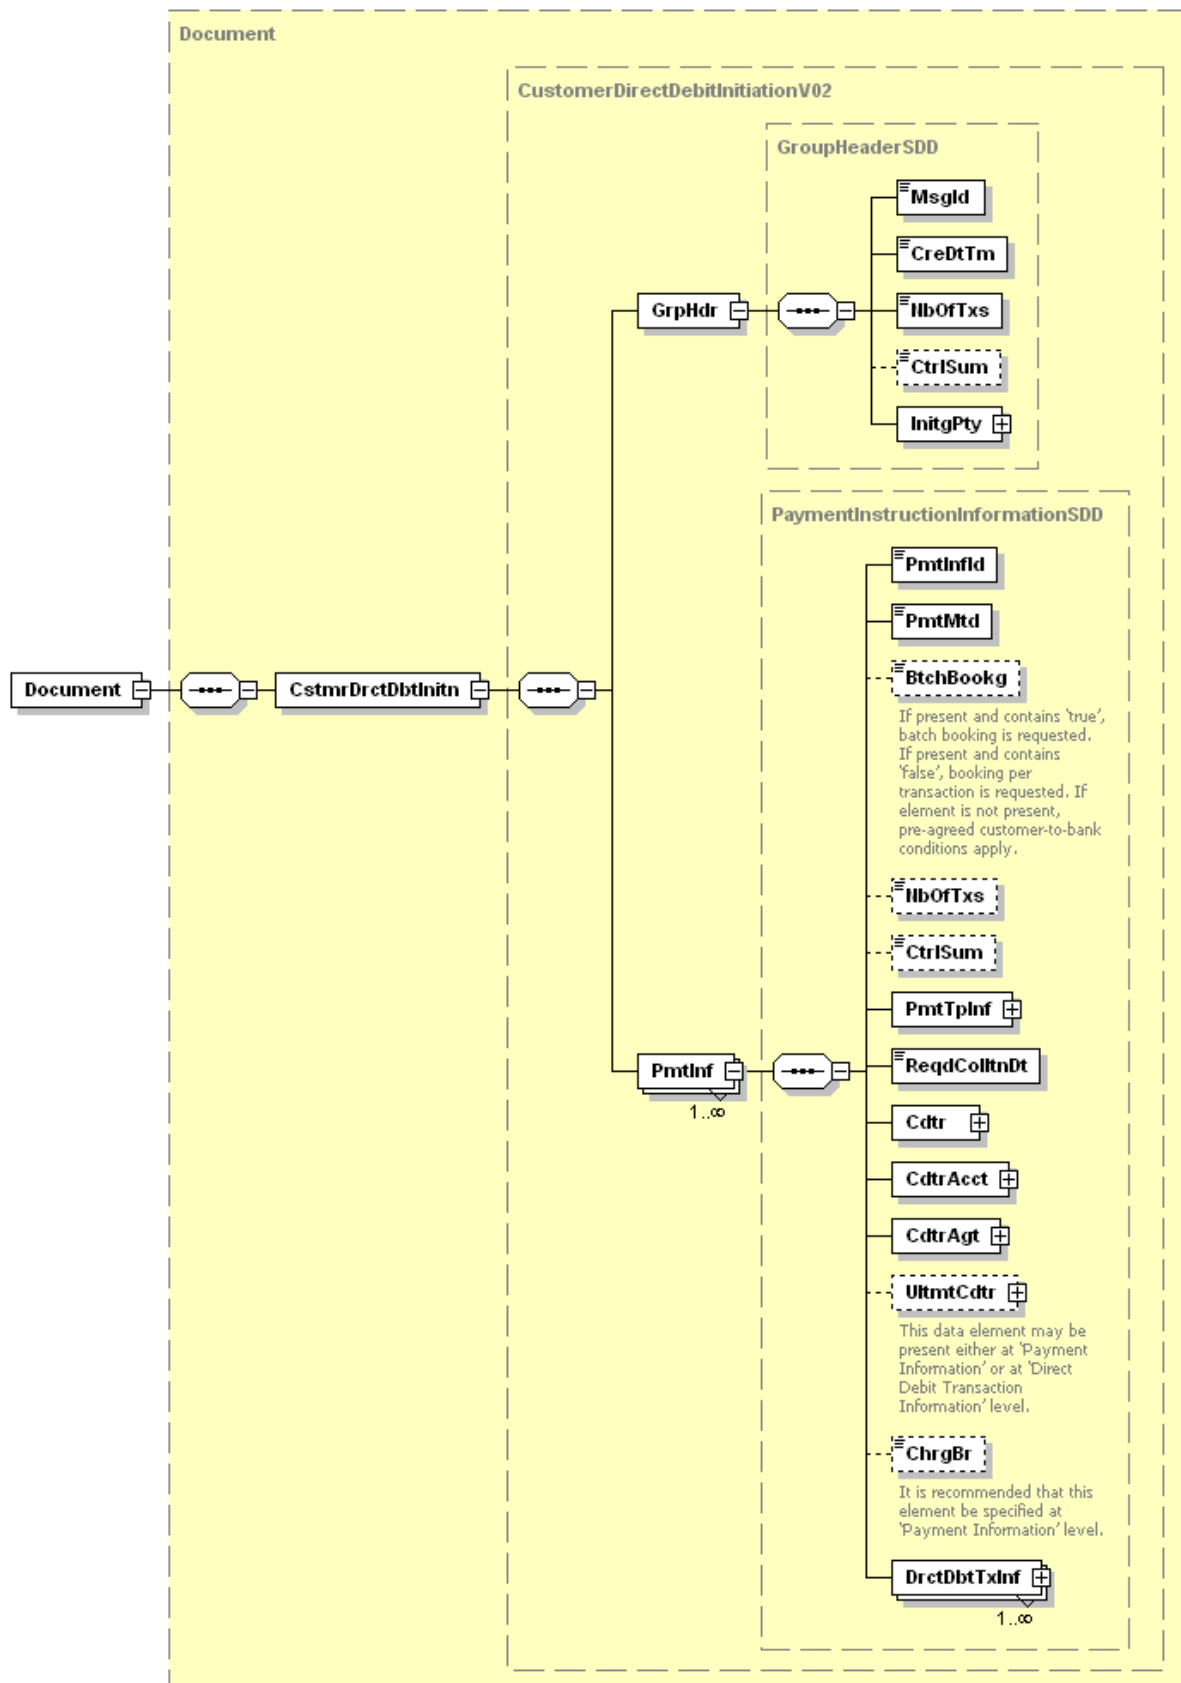 Document
CustomerDirectDebitInitiationV02
GroupHeaderSDD
MsgId
CreDtTm
NbOfTxs
CtrlSum
InitgPty
GrpHdr
PaymentInstructionInformationSDD
PmtInfId
PmtMtd
BtchBookg
If present and contains 'true',
batch booking is requested.
If present and contains
'false', booking per
transaction is requested. If
element is not present,
pre-agreed customer-to-bank
conditions apply.
Document
CstmrDrctDbtInitn
NbOfTxs
CtrlSum
PmtTpInf
PmtInf
1..∞
ReqdColltnDt
Cdtr
CdtrAcct
CdtrAgt
UltmtCdtr
This data element may be
present either at 'Payment
Information' or at 'Direct
Debit Transaction
Information' level.
ChrgBr
It is recommended that this
element be specified at
'Payment Information' level.
DrctDbtTxInf
1..∞